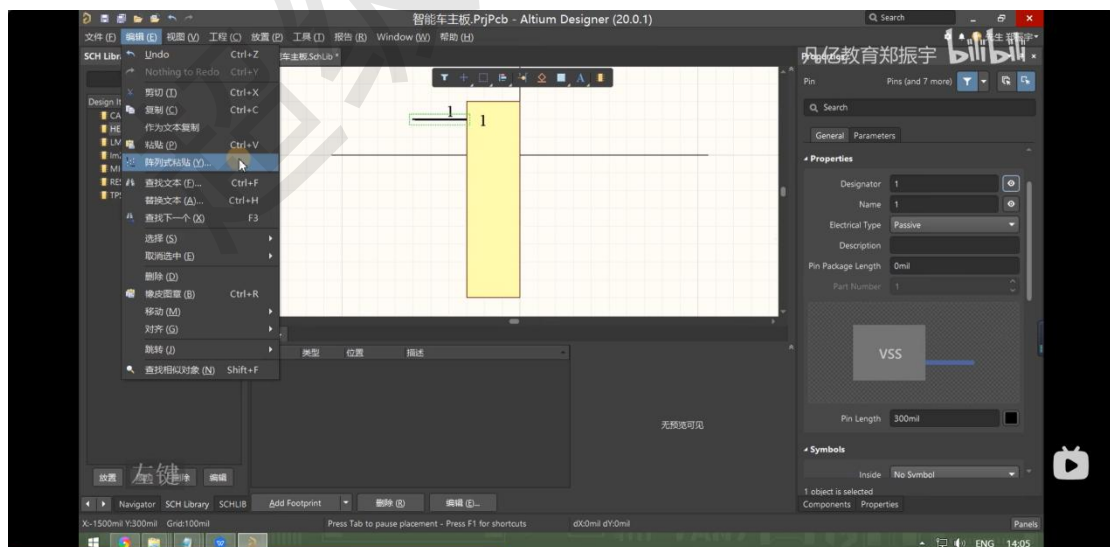 智能车主板.PrjPcb - Altium Designer (20.0.1)
Search
文件 (F) 编辑 (E) 视图 (V) 工程 (C) 放置 (P) 工具 (T) 报告 (R) Window (W) 帮助 (H)
凡亿教育郑振宇
bilibili
车主板.SchLib *
Undo Ctrl+Z
Nothing to Redo Ctrl+Y
剪切 (T) Ctrl+X
复制 (C) Ctrl+C
作为文本复制
粘贴 (P) Ctrl+V
阵列式粘贴 (Y)...
查找文本 (F)... Ctrl+F
替换文本 (A)... Ctrl+H
查找下一个 (X) F3
选择 (S)
取消选中 (E)
删除 (D)
橡皮图章 (B) Ctrl+R
移动 (M)
对齐 (G)
跳转 (J)
查找相似对象 (N) Shift+F
SCH Libr
Design It
CA
HE
LM
MI
RES
TPS
1
1
Pin Pins (and 7 more)
Search
General Parameters
Properties
Designator 1
Name 1
Electrical Type Passive
Description
Pin Package Length 0mil
Part Number 1
VSS
Pin Length 300mil
Symbols
Inside No Symbol
1 object is selected
Components Properties
类型 位置 描述
无预览可见
放置 删除 编辑
左键
Navigator SCH Library SCHLIB
Add Footprint 删除 (R) 编辑 (E)...
X:-1500mil Y:300mil Grid:100mil
Press Tab to pause placement - Press F1 for shortcuts
dX:0mil dY:0mil
Panels
ENG 14:05